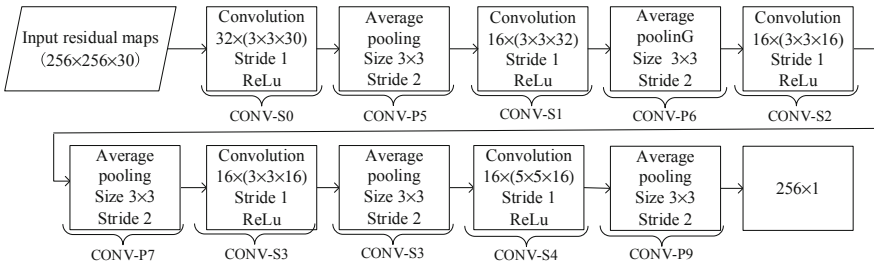 Input residual maps
(256×256×30)
Convolution
32×(3×3×30)
Stride 1
ReLu
CONV-S0
Average
pooling
Size 3×3
Stride 2
CONV-P5
Convolution
16×(3×3×32)
Stride 1
ReLu
CONV-S1
Average
poolinG
Size 3×3
Stride 2
CONV-P6
Convolution
16×(3×3×16)
Stride 1
ReLu
CONV-S2
Average
pooling
Size 3×3
Stride 2
CONV-P7
Convolution
16×(3×3×16)
Stride 1
ReLu
CONV-S3
Average
pooling
Size 3×3
Stride 2
CONV-S3
Convolution
16×(5×5×16)
Stride 1
ReLu
CONV-S4
Average
pooling
Size 3×3
Stride 2
CONV-P9
256×1